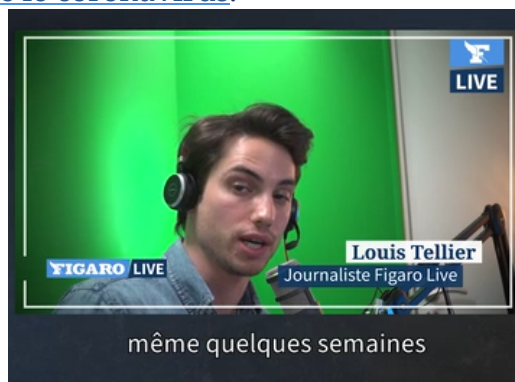 LIVE
FIGARO LIVE
Louis Tellier
Journaliste Figaro Live
même quelques semaines